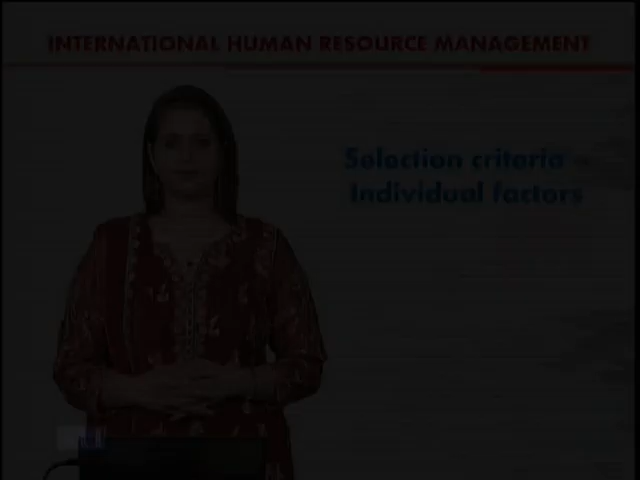 INTERNATIONAL HUMAN RESOURCE MANAGEMENT
Selection criteria –
Individual factors